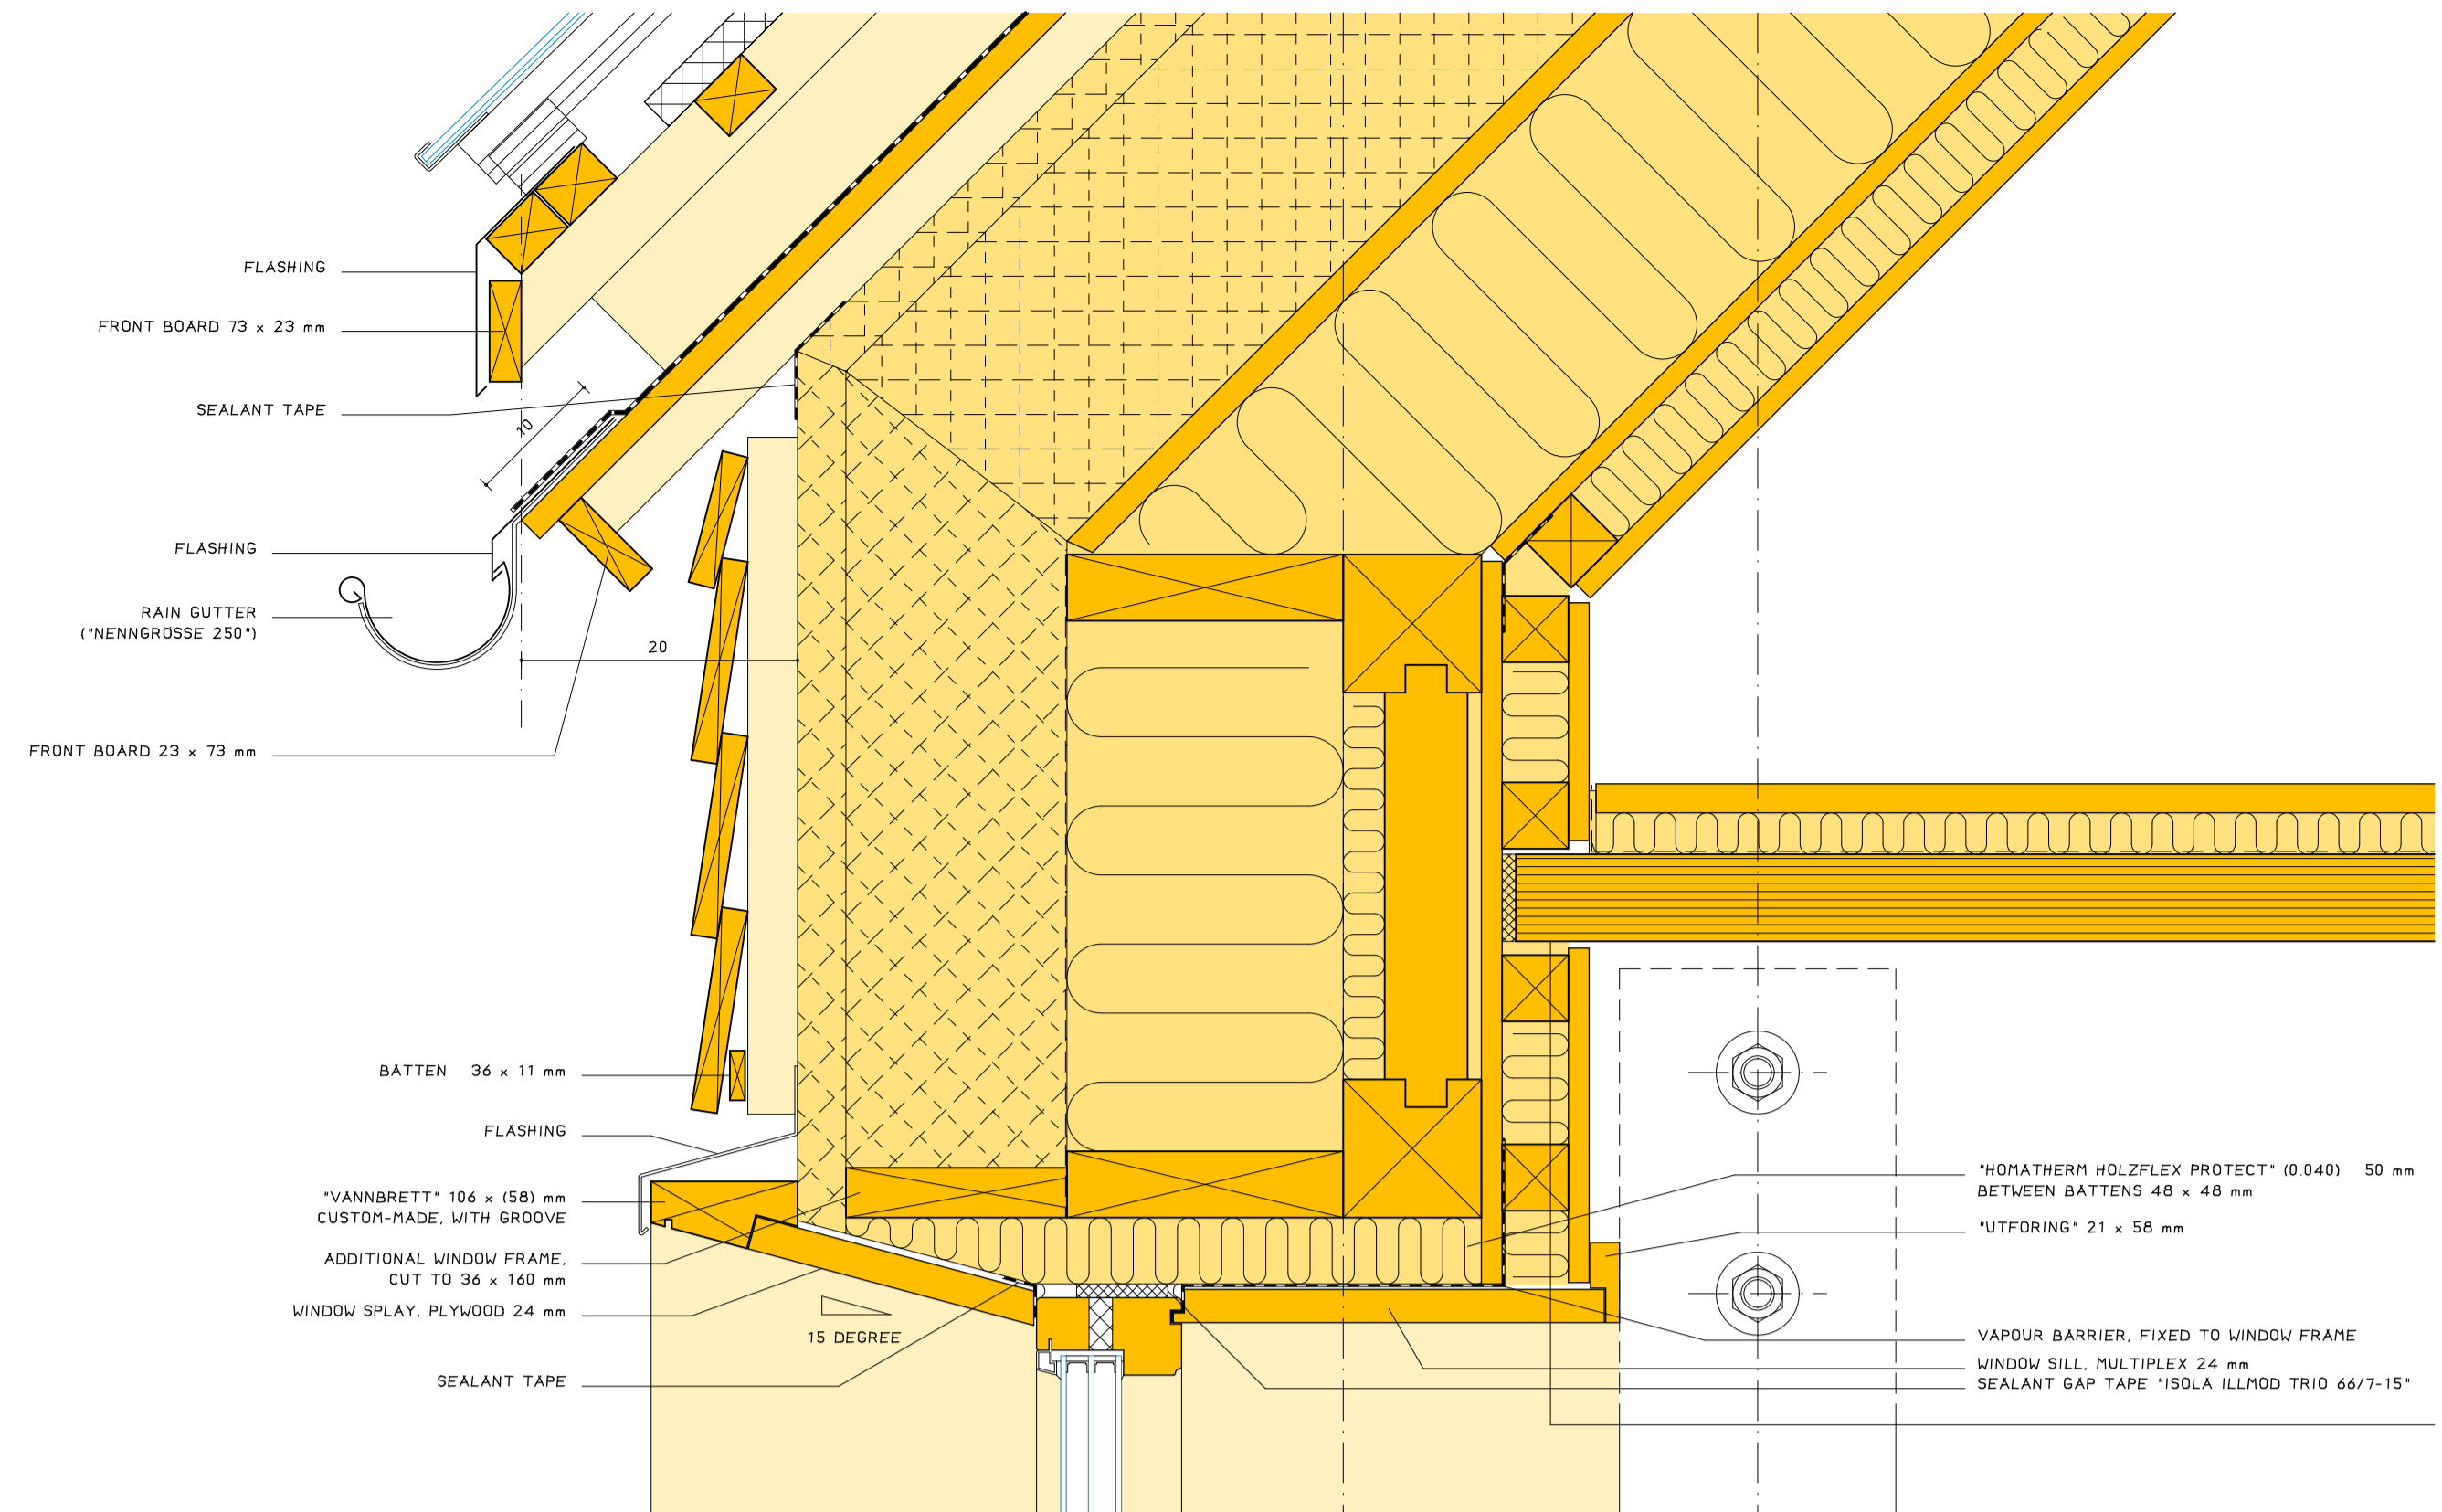 FLASHING
FRONT BOARD 73 x 23 mm
SEALANT TAPE
10
FLASHING
RAIN GUTTER
("NENNGRÖSSE 250")
20
FRONT BOARD 23 x 73 mm
BATTEN 36 x 11 mm
FLASHING
"VANNBRETT" 106 x (58) mm
CUSTOM-MADE, WITH GROOVE
ADDITIONAL WINDOW FRAME,
CUT TO 36 x 160 mm
WINDOW SPLAY, PLYWOOD 24 mm
15 DEGREE
SEALANT TAPE
"HOMATHERM HOLZFLEX PROTECT" (0.040) 50 mm
BETWEEN BATTENS 48 x 48 mm
"UTFORING" 21 x 58 mm
VAPOUR BARRIER, FIXED TO WINDOW FRAME
WINDOW SILL, MULTIPLEX 24 mm
SEALANT GAP TAPE "ISOLA ILLMOD TRIO 66/7-15"